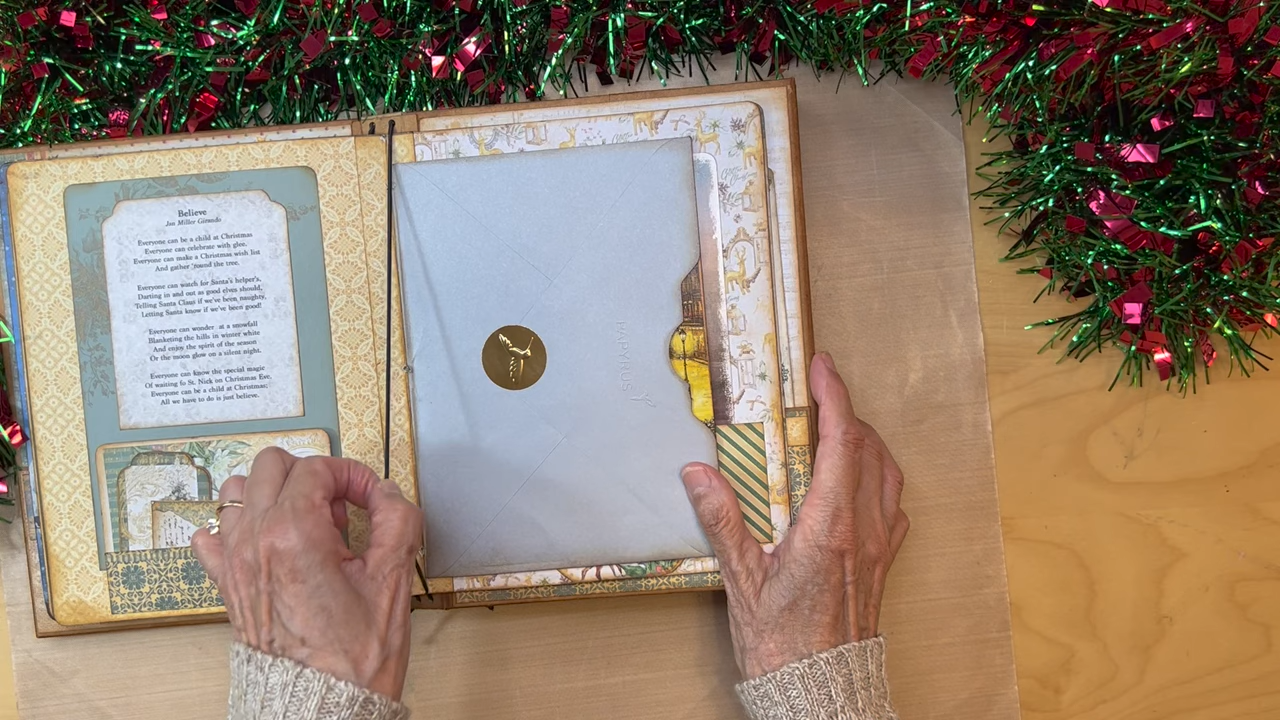 Believe
Jan Miller Girando
Everyone can be a child at Christmas
Everyone can celebrate with glee,
Everyone can make a Christmas wish list
And gather 'round the tree.
Everyone can watch for Santa's helper's,
Darting in and out as good elves should,
Telling Santa Claus if we've been naughty,
Letting Santa know if we've been good!
Everyone can wonder at a snowfall
Blanketing the hills in winter white
And enjoy the spirit of the season
Or the moon glow on a silent night.
Everyone can know the special magic
Of waiting fo St. Nick on Christmas Eve,
Everyone can be a child at Christmas;
All we have to do is just believe.